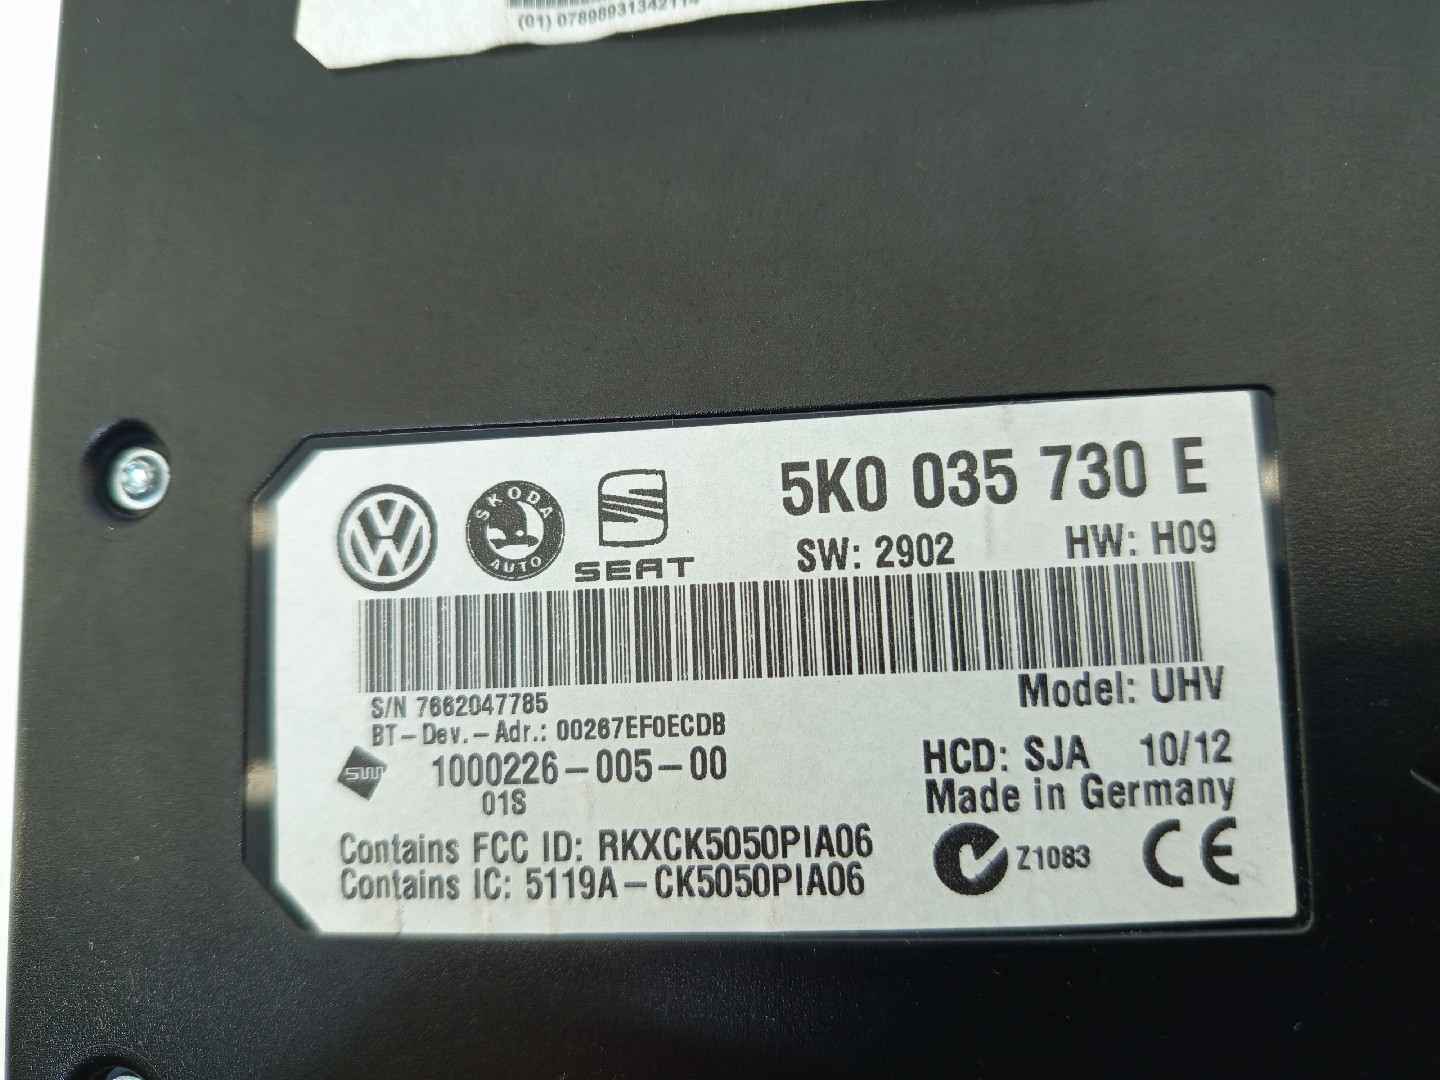 (01) 07898931342114
5K0 035 730 E
SKODA
AUTO
SEAT
SW: 2902 HW: H09
S/N 7662047785
Model: UHV
BT-Dev.-Adr.: 00267EF0ECDB
SW 1000226-005-00
01S
HCD: SJA 10/12
Made in Germany
Contains FCC ID: RKXCK5050PIA06
Contains IC: 5119A-CK5050PIA06
Z1083 CE